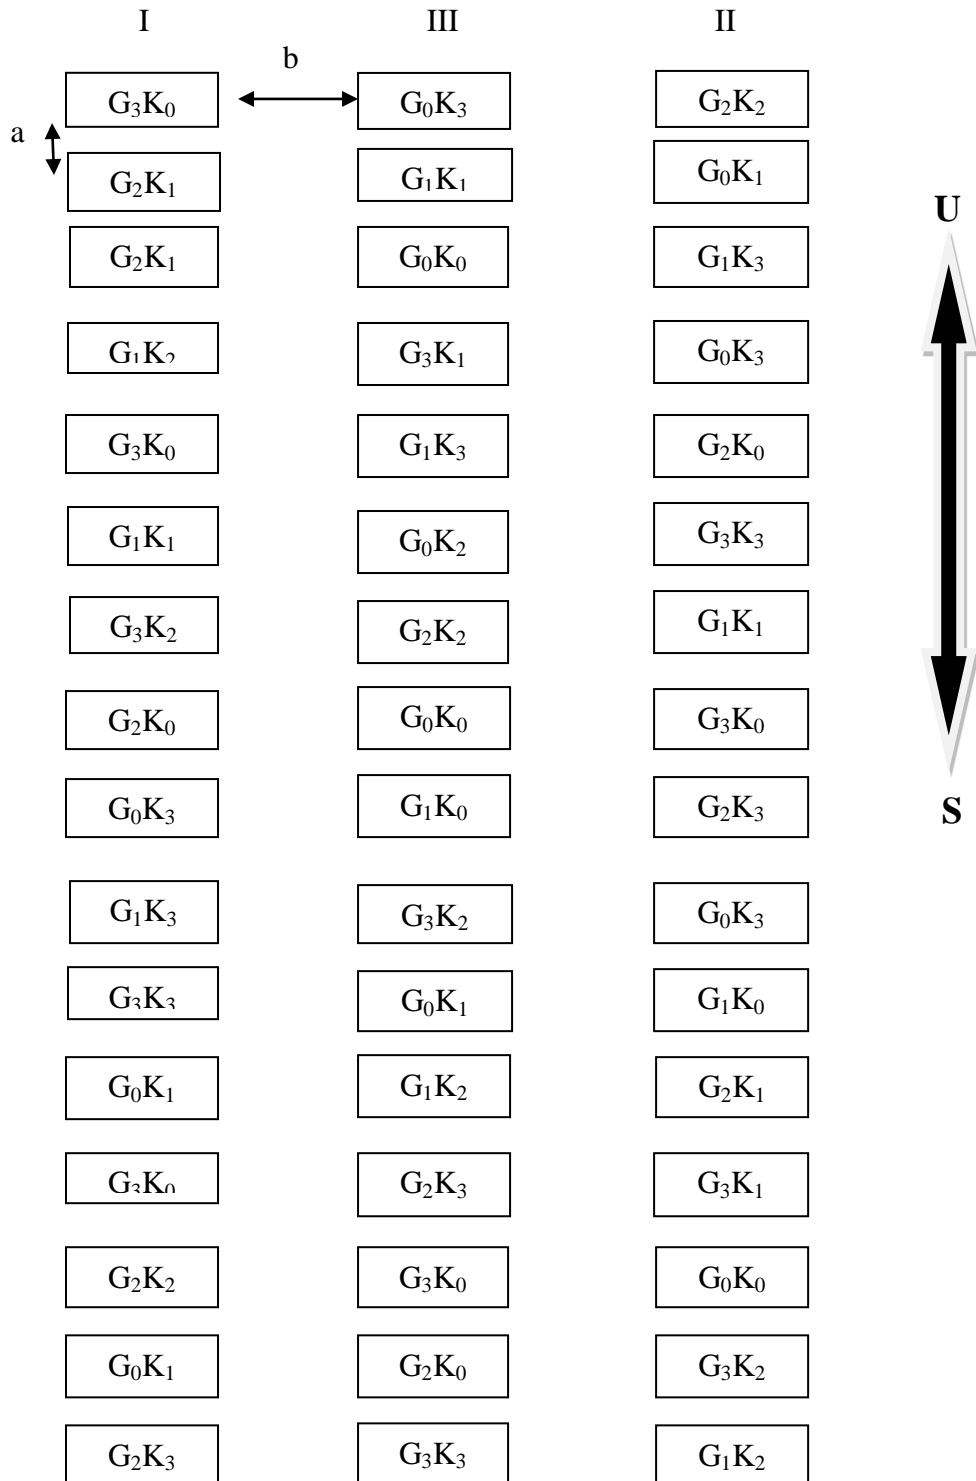 I III II
b
G₃K₀ G₀K₃ G₂K₂
a
G₂K₁ G₁K₁ G₀K₁
U
G₂K₁ G₀K₀ G₁K₃
G₁K₂ G₃K₁ G₀K₃
G₃K₀ G₁K₃ G₂K₀
G₁K₁ G₀K₂ G₃K₃
G₃K₂ G₂K₂ G₁K₁
G₂K₀ G₀K₀ G₃K₀
G₀K₃ G₁K₀ G₂K₃
S
G₁K₃ G₃K₂ G₀K₃
G₃K₃ G₀K₁ G₁K₀
G₀K₁ G₁K₂ G₂K₁
G₃K₀ G₂K₃ G₃K₁
G₂K₂ G₃K₀ G₀K₀
G₀K₁ G₂K₀ G₃K₂
G₂K₃ G₃K₃ G₁K₂